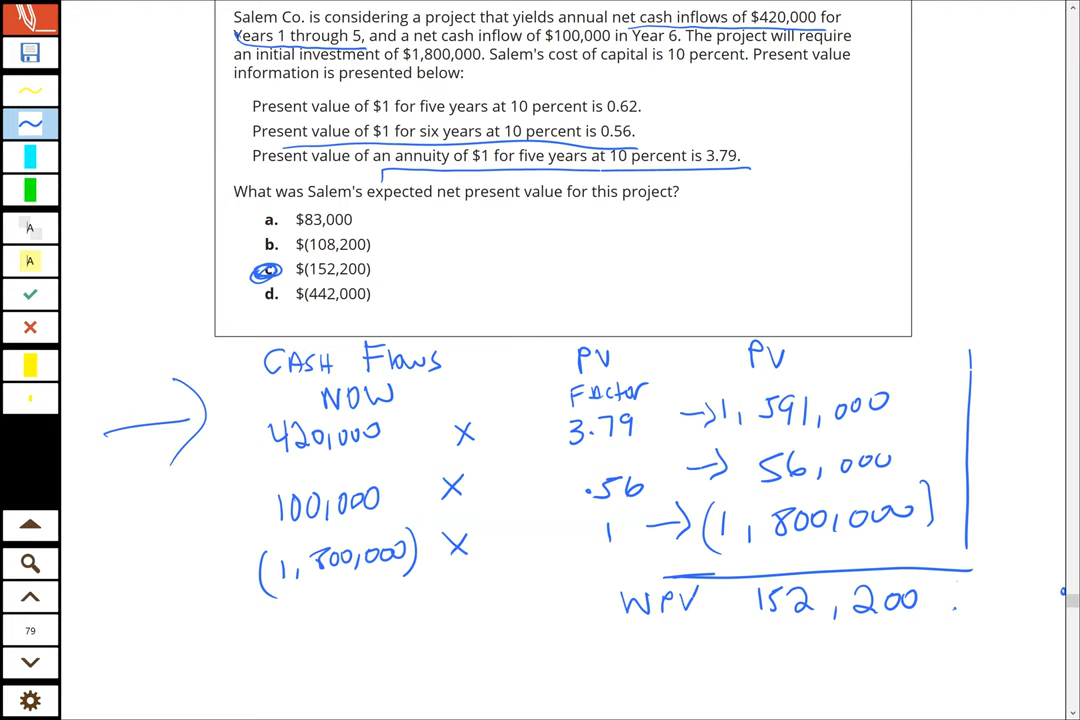 Salem Co. is considering a project that yields annual net cash inflows of $420,000 for
Years 1 through 5, and a net cash inflow of $100,000 in Year 6. The project will require
an initial investment of $1,800,000. Salem's cost of capital is 10 percent. Present value
information is presented below:
Present value of $1 for five years at 10 percent is 0.62.
Present value of $1 for six years at 10 percent is 0.56.
Present value of an annuity of $1 for five years at 10 percent is 3.79.
What was Salem's expected net present value for this project?
a. $83,000
b. $(108,200)
c. $(152,200)
d. $(442,000)
CASH Flows PV PV
NOW Factor
420,000 x 3.79 → 1,591,000
100,000 x .56 → 56,000
(1,800,000) x 1 → (1,800,000)
NPV 152,200
A
A
79